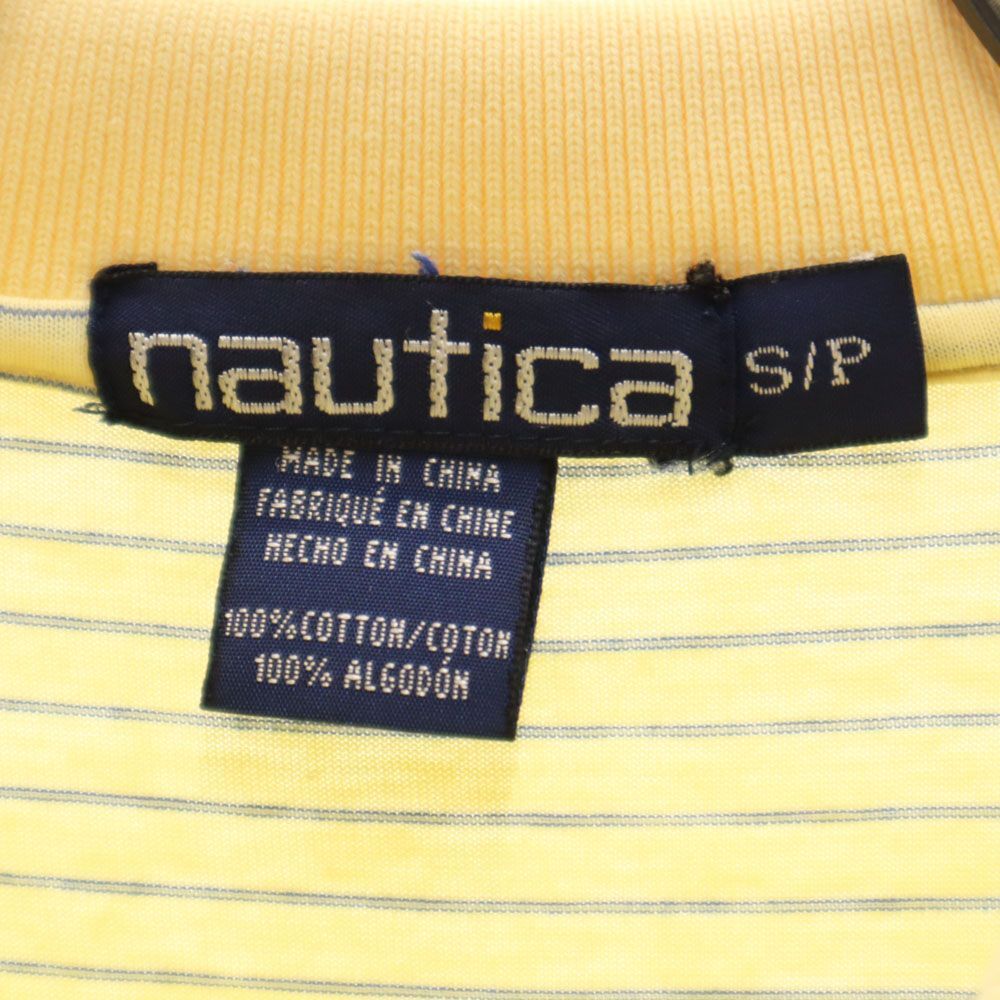 nautica S/P
MADE IN CHINA
FABRIQUÉ EN CHINE
HECHO EN CHINA
100% COTTON/COTON
100% ALGODÓN